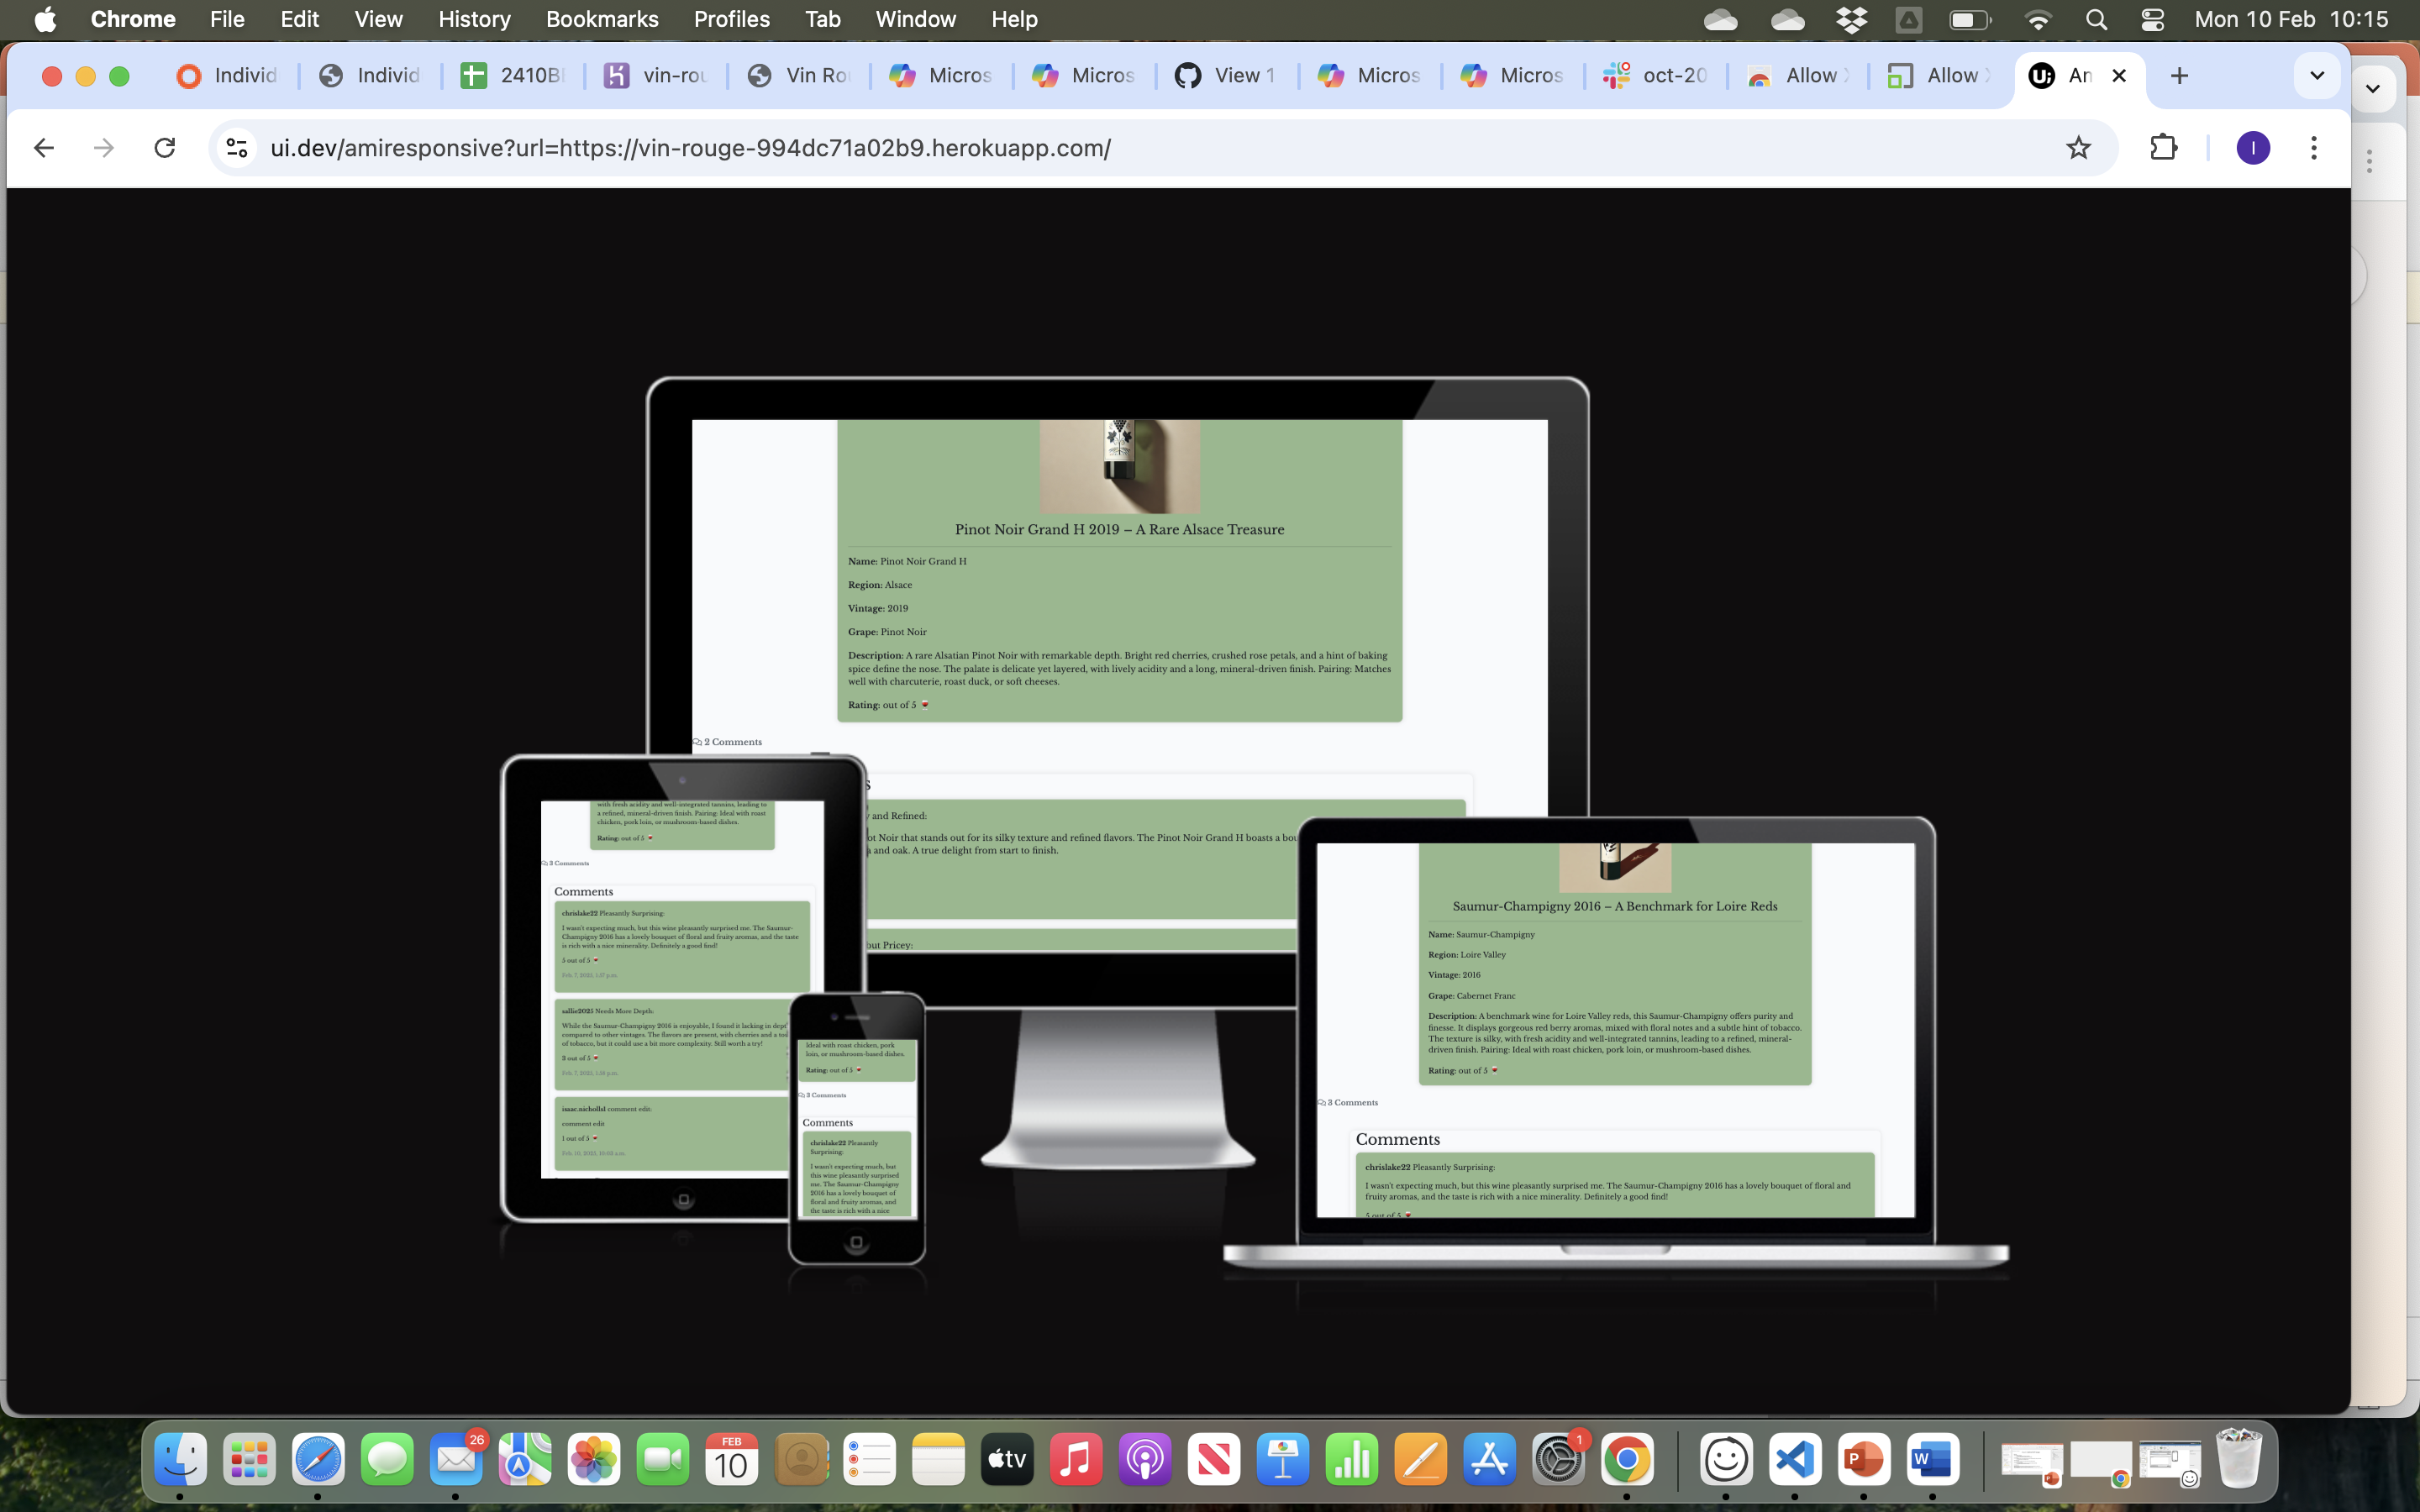 Chrome File Edit View History Bookmarks Profiles Tab Window Help Mon 10 Feb 10:15
Individ Individ 2410B vin-rou Vin Ro Micros Micros View 1 Micros Micros oct-20 Allow Allow An
ui.dev/amiresponsive?url=https://vin-rouge-994dc71a02b9.herokuapp.com/
Pinot Noir Grand H 2019 – A Rare Alsace Treasure
Name: Pinot Noir Grand H
Region: Alsace
Vintage: 2019
Grape: Pinot Noir
Description: A rare Alsatian Pinot Noir with remarkable depth. Bright red cherries, crushed rose petals, and a hint of baking
spice define the nose. The palate is delicate yet layered, with lively acidity and a long, mineral-driven finish. Pairing: Matches
well with charcuterie, roast duck, or soft cheeses.
Rating: out of 5
2 Comments
and Refined:
ot Noir that stands out for its silky texture and refined flavors. The Pinot Noir Grand H boasts a bou
and oak. A true delight from start to finish.
but Pricey:
with fresh acidity and well-integrated tannins, leading to
a refined, mineral-driven finish. Pairing: Ideal with roast
chicken, pork loin, or mushroom-based dishes.
Rating: out of 5
3 Comments
Comments
chrislake22 Pleasantly Surprising:
I wasn't expecting much, but this wine pleasantly surprised me. The Saumur-
Champigny 2016 has a lovely bouquet of floral and fruity aromas, and the taste
is rich with a nice minerality. Definitely a good find!
5 out of 5
Feb. 7, 2025, 1:57 p.m.
sallie2025 Needs More Depth:
While the Saumur-Champigny 2016 is enjoyable, I found it lacking in dept
compared to other vintages. The flavors are present, with cherries and a tou
of tobacco, but it could use a bit more complexity. Still worth a try!
3 out of 5
isaac.nicholls1 comment edit:
comment edit
1 out of 5
Feb. 10, 2025, 10:02 a.m.
Ideal with roast chicken, pork
loin, or mushroom-based dishes.
Rating: out of 5
3 Comments
Comments
chrislake22 Pleasantly
Surprising:
I wasn't expecting much, but
this wine pleasantly surprised
me. The Saumur-Champigny
2016 has a lovely bouquet of
floral and fruity aromas, and
the taste is rich with a nice
Saumur-Champigny 2016 – A Benchmark for Loire Reds
Name: Saumur-Champigny
Region: Loire Valley
Vintage: 2016
Grape: Cabernet Franc
Description: A benchmark wine for Loire Valley reds, this Saumur-Champigny offers purity and
finesse. It displays gorgeous red berry aromas, mixed with floral notes and a subtle hint of tobacco.
The texture is silky, with fresh acidity and well-integrated tannins, leading to a refined, mineral-
driven finish. Pairing: Ideal with roast chicken, pork loin, or mushroom-based dishes.
Rating: out of 5
3 Comments
Comments
chrislake22 Pleasantly Surprising:
I wasn't expecting much, but this wine pleasantly surprised me. The Saumur-Champigny 2016 has a lovely bouquet of floral and
fruity aromas, and the taste is rich with a nice minerality. Definitely a good find!
5 out of 5
26
FEB
10
tv
1